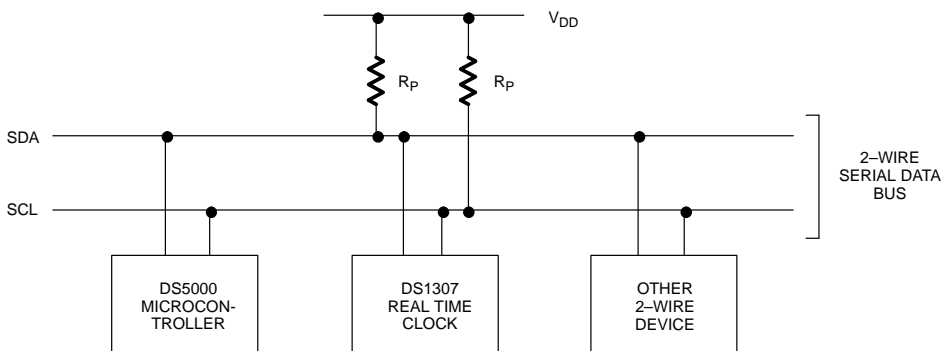 V_DD
R_P
R_P
SDA
2–WIRE
SERIAL DATA
BUS
SCL
DS5000
MICROCON-
TROLLER
DS1307
REAL TIME
CLOCK
OTHER
2–WIRE
DEVICE